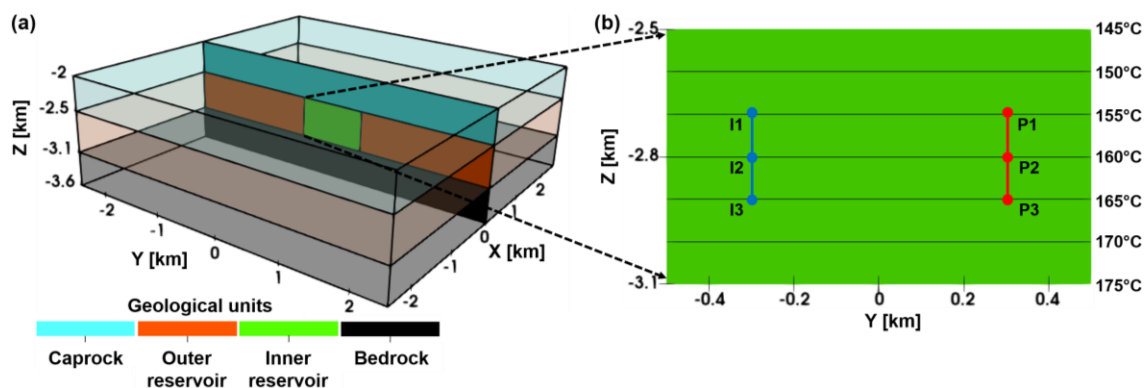 (a)
Z [km]
-2
-2.5
-3.1
-3.6
-2
-1
0
1
2
Y [km]
-2
-1
0
1
2
X [km]
Geological units
Caprock
Outer reservoir
Inner reservoir
Bedrock
(b)
Z [km]
-2.5
-2.8
-3.1
I1
I2
I3
P1
P2
P3
145°C
150°C
155°C
160°C
165°C
170°C
175°C
-0.4
-0.2
0
0.2
0.4
Y [km]